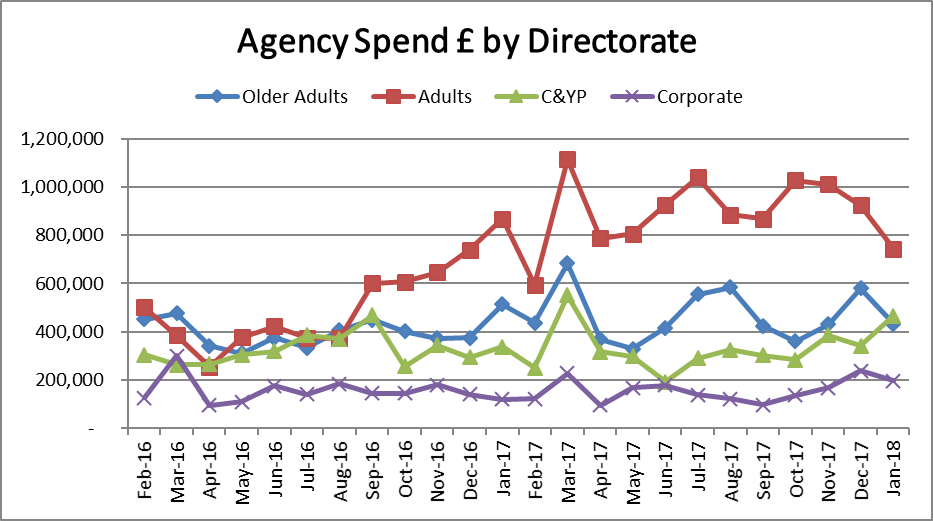 Agency Spend £ by Directorate
Older Adults Adults C&YP Corporate
1,200,000
1,000,000
800,000
600,000
400,000
200,000
-
Feb-16 Mar-16 Apr-16 May-16 Jun-16 Jul-16 Aug-16 Sep-16 Oct-16 Nov-16 Dec-16 Jan-17 Feb-17 Mar-17 Apr-17 May-17 Jun-17 Jul-17 Aug-17 Sep-17 Oct-17 Nov-17 Dec-17 Jan-18